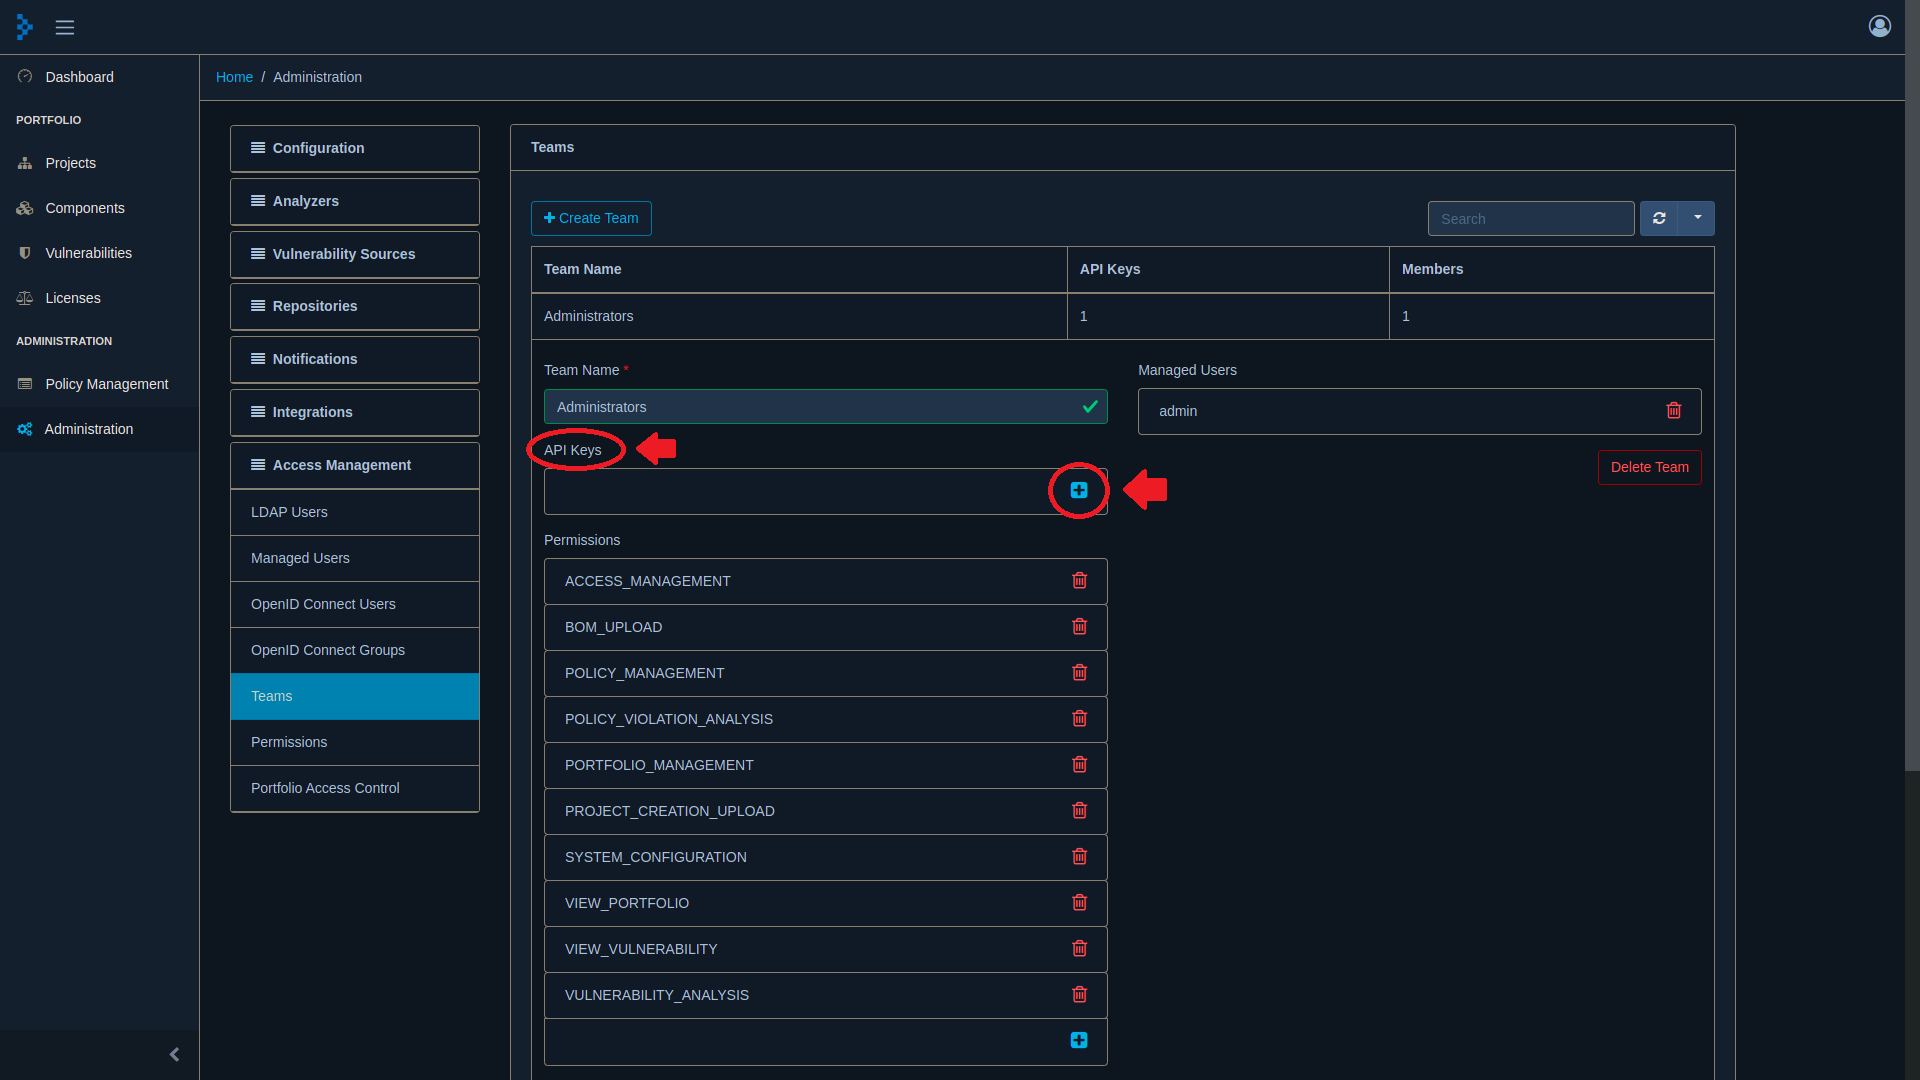 Dashboard
PORTFOLIO
Projects
Components
Vulnerabilities
Licenses
ADMINISTRATION
Policy Management
Administration
Home / Administration
Configuration
Analyzers
Vulnerability Sources
Repositories
Notifications
Integrations
Access Management
LDAP Users
Managed Users
OpenID Connect Users
OpenID Connect Groups
Teams
Permissions
Portfolio Access Control
Teams
Create Team
Search
Team Name API Keys Members
Administrators 1 1
Team Name *
Administrators
API Keys
Permissions
ACCESS_MANAGEMENT
BOM_UPLOAD
POLICY_MANAGEMENT
POLICY_VIOLATION_ANALYSIS
PORTFOLIO_MANAGEMENT
PROJECT_CREATION_UPLOAD
SYSTEM_CONFIGURATION
VIEW_PORTFOLIO
VIEW_VULNERABILITY
VULNERABILITY_ANALYSIS
Managed Users
admin
Delete Team